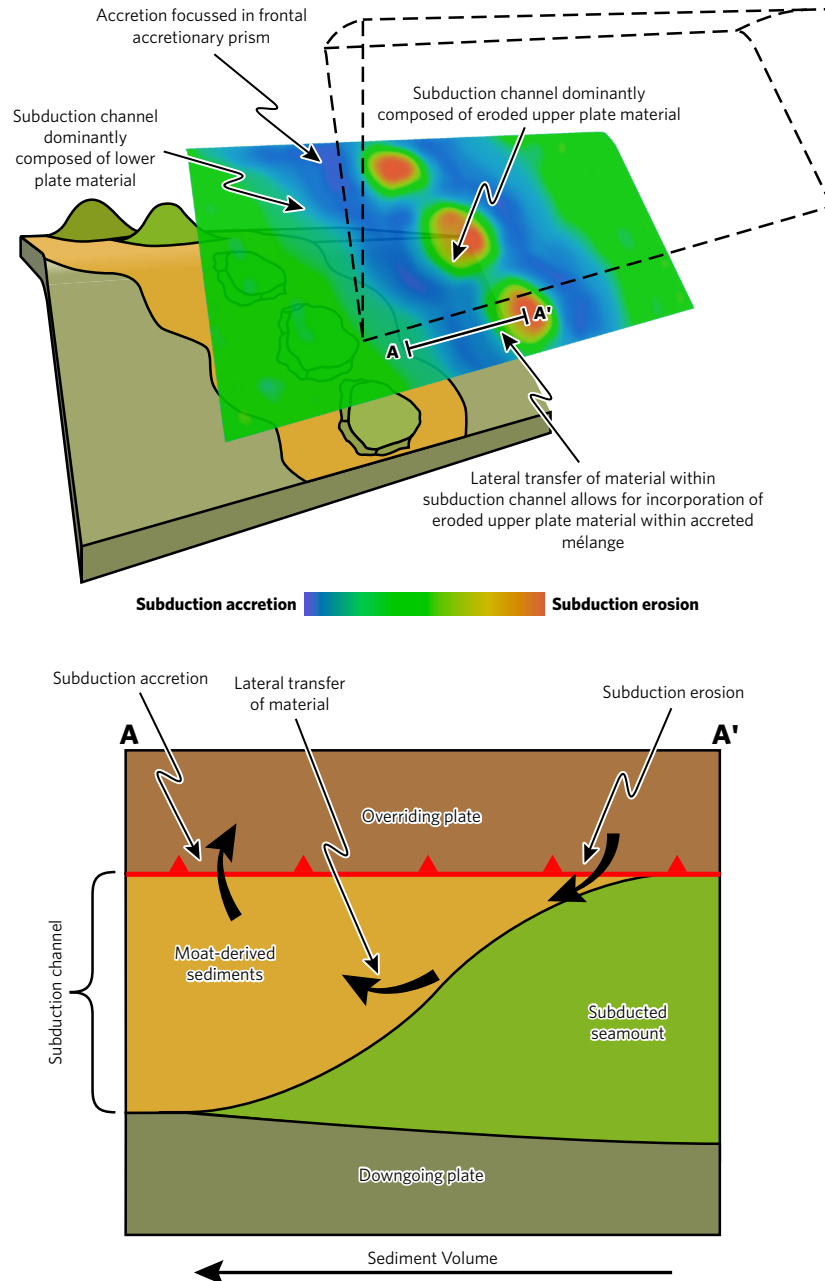 Accretion focussed in frontal
accretionary prism
Subduction channel dominantly
composed of eroded upper plate material
Subduction channel
dominantly
composed of lower
plate material
A
A'
Lateral transfer of material within
subduction channel allows for incorporation of
eroded upper plate material within accreted
mélange
Subduction accretion
Subduction erosion
Subduction accretion
Lateral transfer
of material
Subduction erosion
A
A'
Overriding plate
Subduction channel
Moat-derived
sediments
Subducted
seamount
Downgoing plate
Sediment Volume